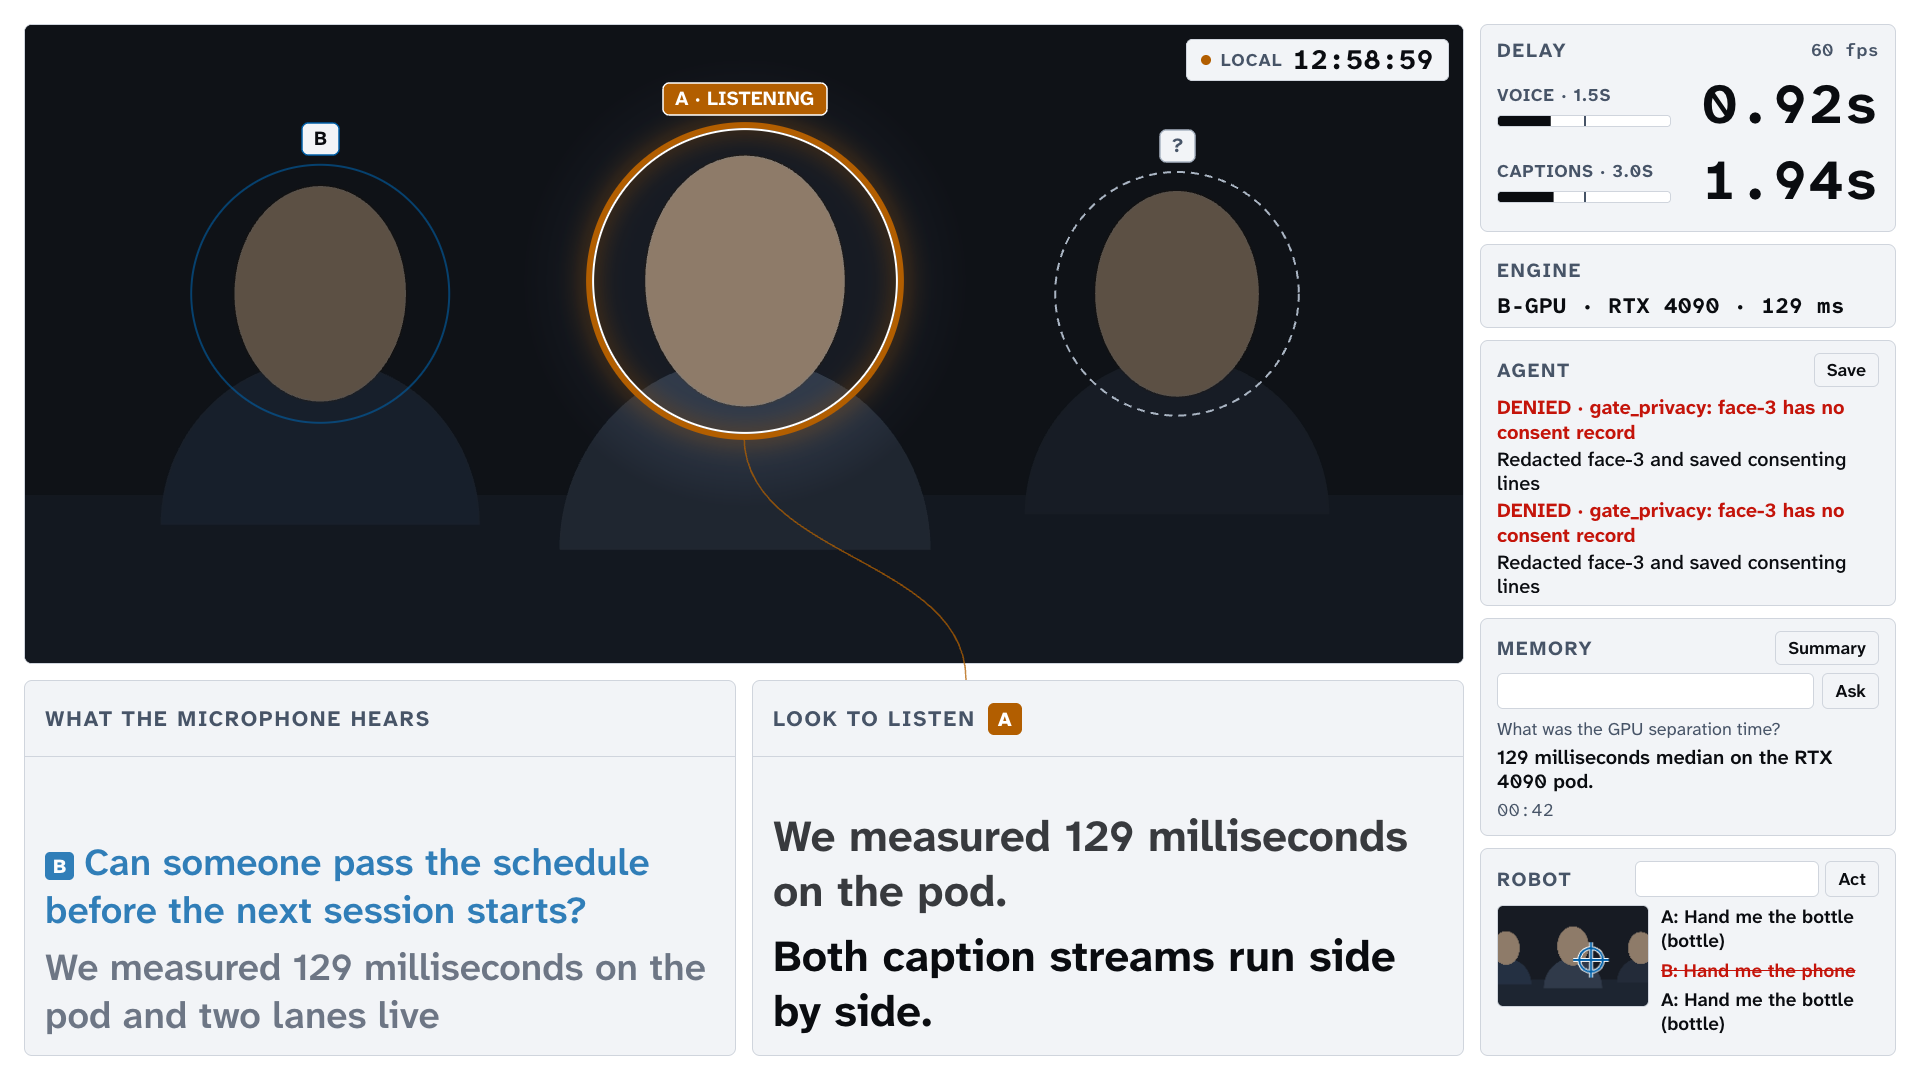 LOCAL 12:58:59
A · LISTENING
B
?
WHAT THE MICROPHONE HEARS
B Can someone pass the schedule
before the next session starts?
We measured 129 milliseconds on the
pod and two lanes live
LOOK TO LISTEN A
We measured 129 milliseconds
on the pod.
Both caption streams run side
by side.
DELAY 60 fps
VOICE · 1.5S 0.92s
CAPTIONS · 3.0S 1.94s
ENGINE
B-GPU · RTX 4090 · 129 ms
AGENT Save
DENIED · gate_privacy: face-3 has no
consent record
Redacted face-3 and saved consenting
lines
DENIED · gate_privacy: face-3 has no
consent record
Redacted face-3 and saved consenting
lines
MEMORY Summary
Ask
What was the GPU separation time?
129 milliseconds median on the RTX
4090 pod.
00:42
ROBOT Act
A: Hand me the bottle
(bottle)
B: Hand me the phone
A: Hand me the bottle
(bottle)